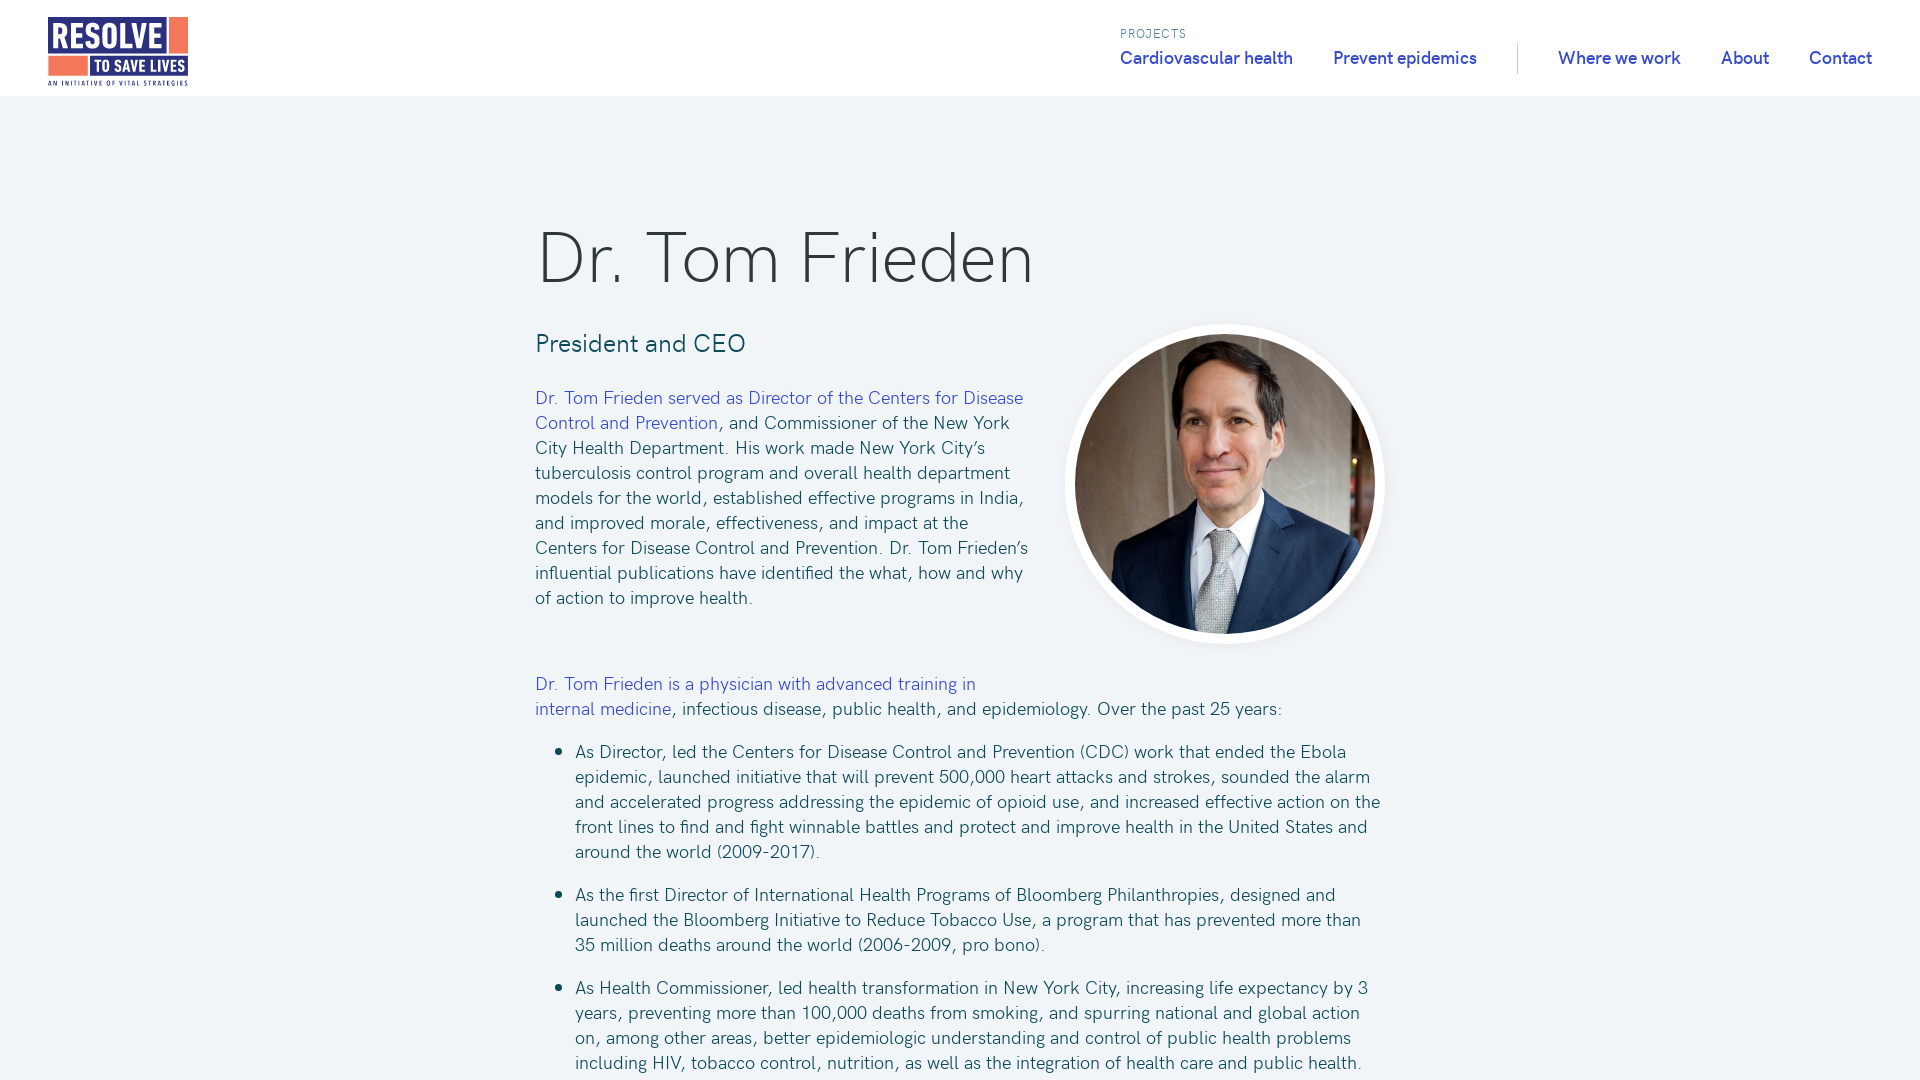 RESOLVE
TO SAVE LIVES
AN INITIATIVE OF VITAL STRATEGIES
PROJECTS
Cardiovascular health
Prevent epidemics
Where we work
About
Contact
Dr. Tom Frieden
President and CEO
Dr. Tom Frieden served as Director of the Centers for Disease
Control and Prevention, and Commissioner of the New York
City Health Department. His work made New York City’s
tuberculosis control program and overall health department
models for the world, established effective programs in India,
and improved morale, effectiveness, and impact at the
Centers for Disease Control and Prevention. Dr. Tom Frieden’s
influential publications have identified the what, how and why
of action to improve health.
Dr. Tom Frieden is a physician with advanced training in
internal medicine, infectious disease, public health, and epidemiology. Over the past 25 years:
As Director, led the Centers for Disease Control and Prevention (CDC) work that ended the Ebola
epidemic, launched initiative that will prevent 500,000 heart attacks and strokes, sounded the alarm
and accelerated progress addressing the epidemic of opioid use, and increased effective action on the
front lines to find and fight winnable battles and protect and improve health in the United States and
around the world (2009-2017).
As the first Director of International Health Programs of Bloomberg Philanthropies, designed and
launched the Bloomberg Initiative to Reduce Tobacco Use, a program that has prevented more than
35 million deaths around the world (2006-2009, pro bono).
As Health Commissioner, led health transformation in New York City, increasing life expectancy by 3
years, preventing more than 100,000 deaths from smoking, and spurring national and global action
on, among other areas, better epidemiologic understanding and control of public health problems
including HIV, tobacco control, nutrition, as well as the integration of health care and public health.